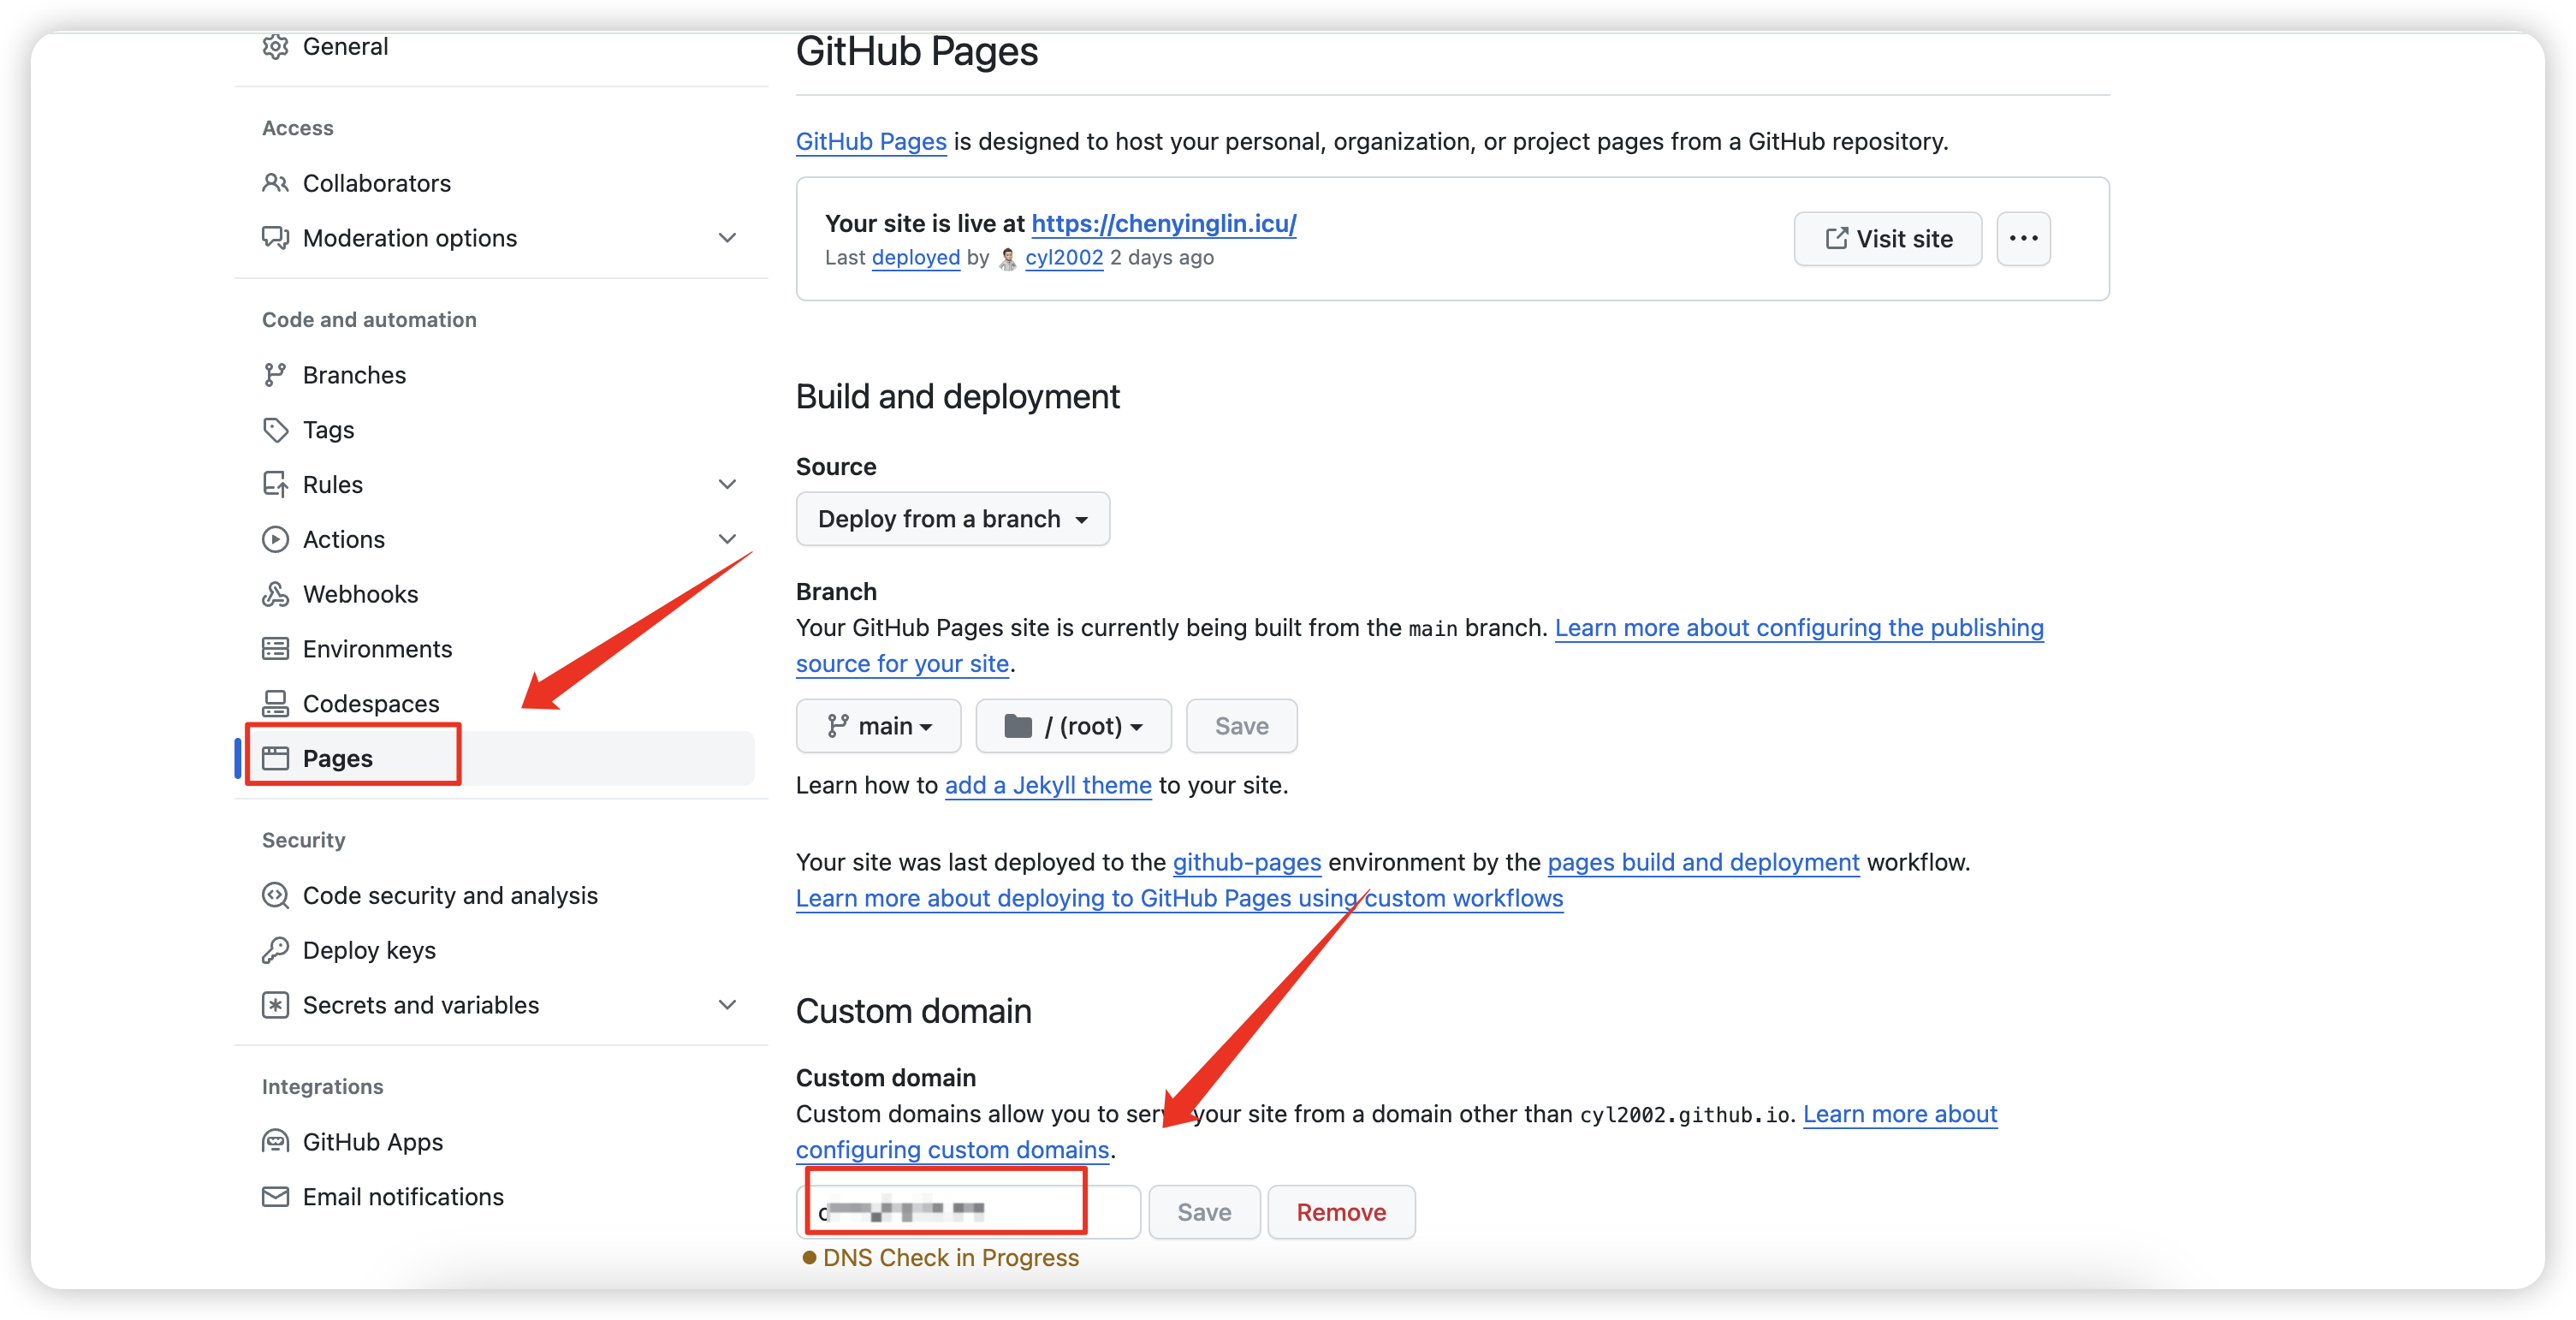 General
Access
Collaborators
Moderation options
Code and automation
Branches
Tags
Rules
Actions
Webhooks
Environments
Codespaces
Pages
Security
Code security and analysis
Deploy keys
Secrets and variables
Integrations
GitHub Apps
Email notifications
GitHub Pages
GitHub Pages is designed to host your personal, organization, or project pages from a GitHub repository.
Your site is live at https://chenyinglin.icu/
Last deployed by cyl2002 2 days ago
Visit site
Build and deployment
Source
Deploy from a branch
Branch
Your GitHub Pages site is currently being built from the main branch. Learn more about configuring the publishing
source for your site.
main / (root) Save
Learn how to add a Jekyll theme to your site.
Your site was last deployed to the github-pages environment by the pages build and deployment workflow.
Learn more about deploying to GitHub Pages using custom workflows
Custom domain
Custom domain
Custom domains allow you to serve your site from a domain other than cyl2002.github.io. Learn more about
configuring custom domains.
Save Remove
DNS Check in Progress